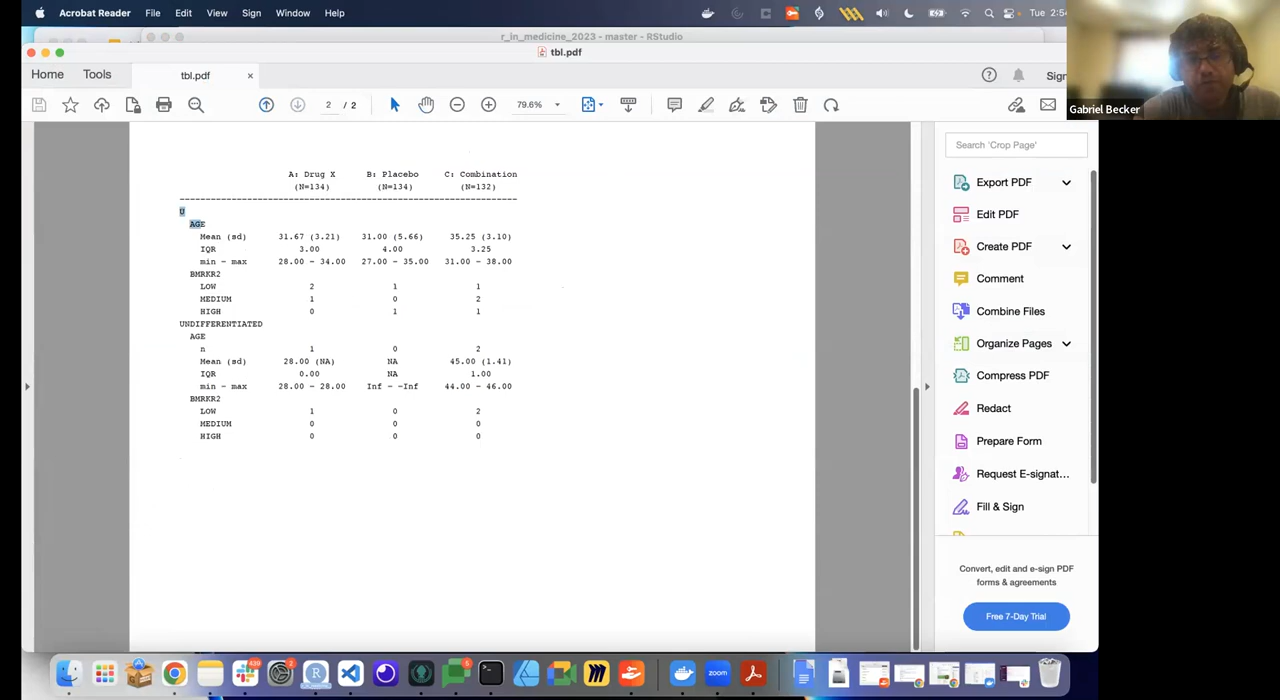 Acrobat Reader File Edit View Sign Window Help Tue 2:54
r_in_medicine_2023 - master - RStudio
tbl.pdf
Home Tools tbl.pdf × Sign
2 / 2 79.6%
Gabriel Becker
Search 'Crop Page'
Export PDF
Edit PDF
Create PDF
Comment
Combine Files
Organize Pages
Compress PDF
Redact
Prepare Form
Request E-signat...
Fill & Sign
Convert, edit and e-sign PDF
forms & agreements
Free 7-Day Trial
A: Drug X B: Placebo C: Combination
(N=134) (N=134) (N=132)
U
AGE
Mean (sd) 31.67 (3.21) 31.00 (5.66) 35.25 (3.10)
IQR 3.00 4.00 3.25
min - max 28.00 - 34.00 27.00 - 35.00 31.00 - 38.00
BMRKR2
LOW 2 1 1
MEDIUM 1 0 2
HIGH 0 1 1
UNDIFFERENTIATED
AGE
n 1 0 2
Mean (sd) 28.00 (NA) NA 45.00 (1.41)
IQR 0.00 NA 1.00
min - max 28.00 - 28.00 Inf - -Inf 44.00 - 46.00
BMRKR2
LOW 1 0 2
MEDIUM 0 0 0
HIGH 0 0 0
zoom